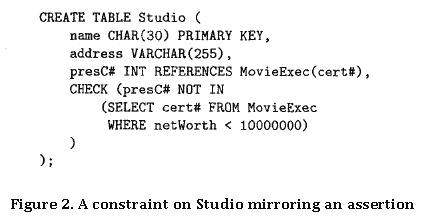 CREATE TABLE Studio (
name CHAR(30) PRIMARY KEY,
address VARCHAR(255),
presC# INT REFERENCES MovieExec(cert#),
CHECK (presC# NOT IN
(SELECT cert# FROM MovieExec
WHERE netWorth < 10000000)
)
);
Figure 2. A constraint on Studio mirroring an assertion